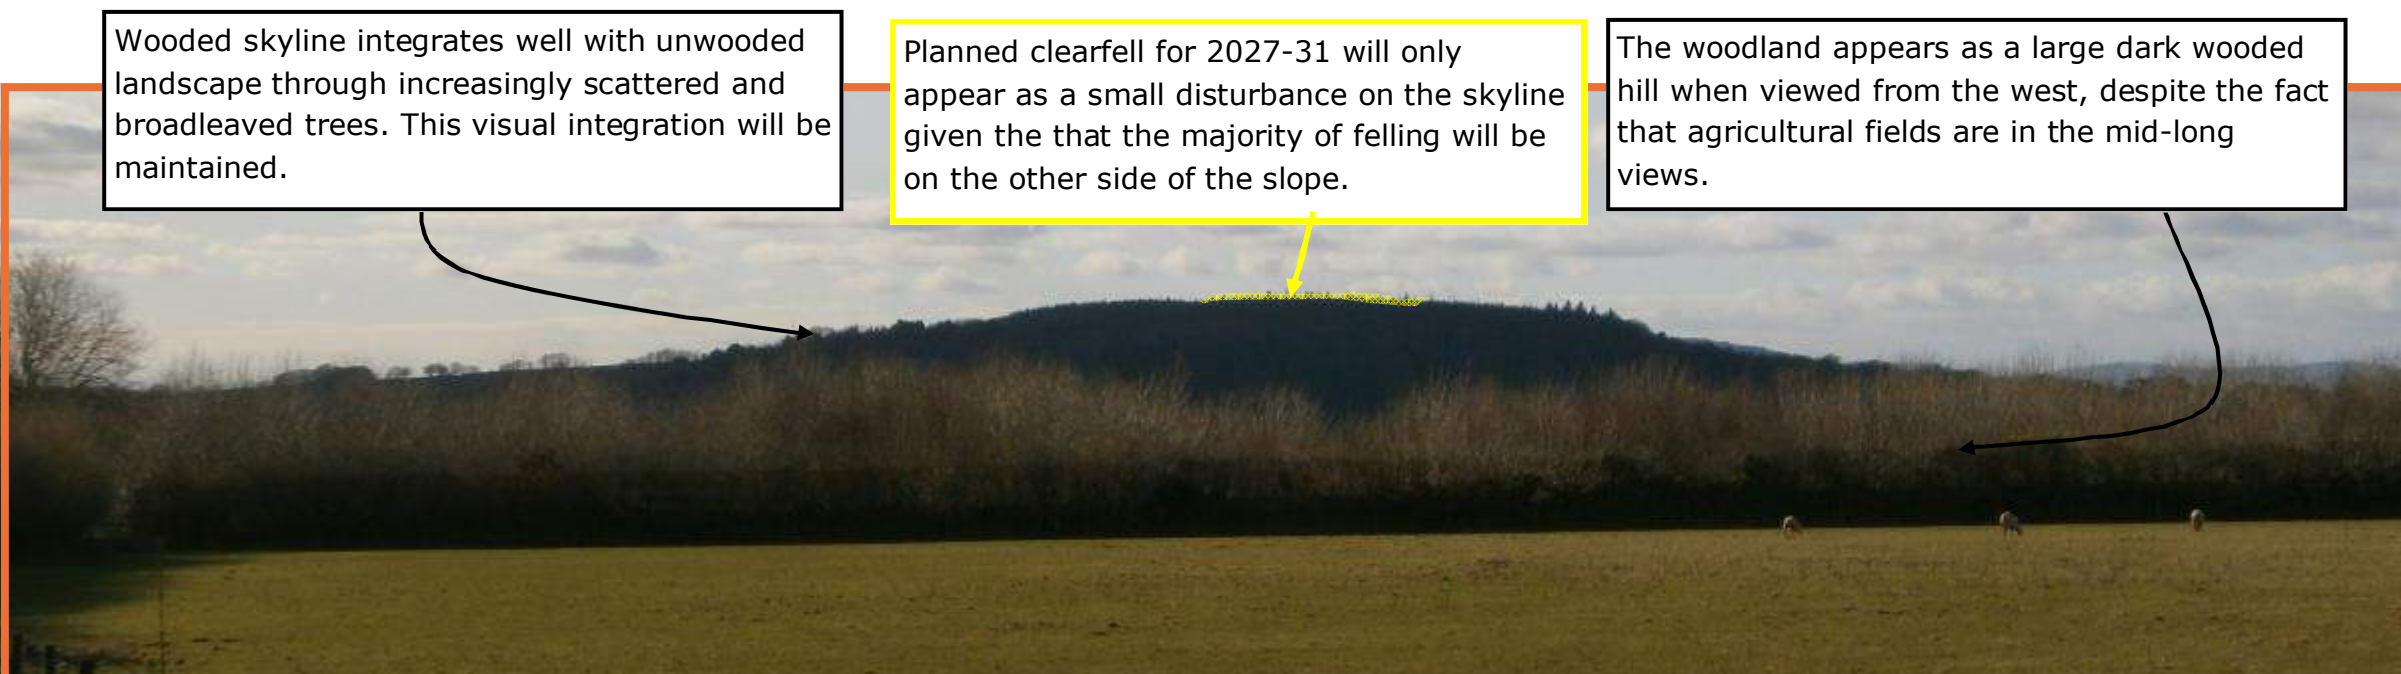 Wooded skyline integrates well with unwooded
landscape through increasingly scattered and
broadleaved trees. This visual integration will be
maintained.
Planned clearfell for 2027-31 will only
appear as a small disturbance on the skyline
given the that the majority of felling will be
on the other side of the slope.
The woodland appears as a large dark wooded
hill when viewed from the west, despite the fact
that agricultural fields are in the mid-long
views.